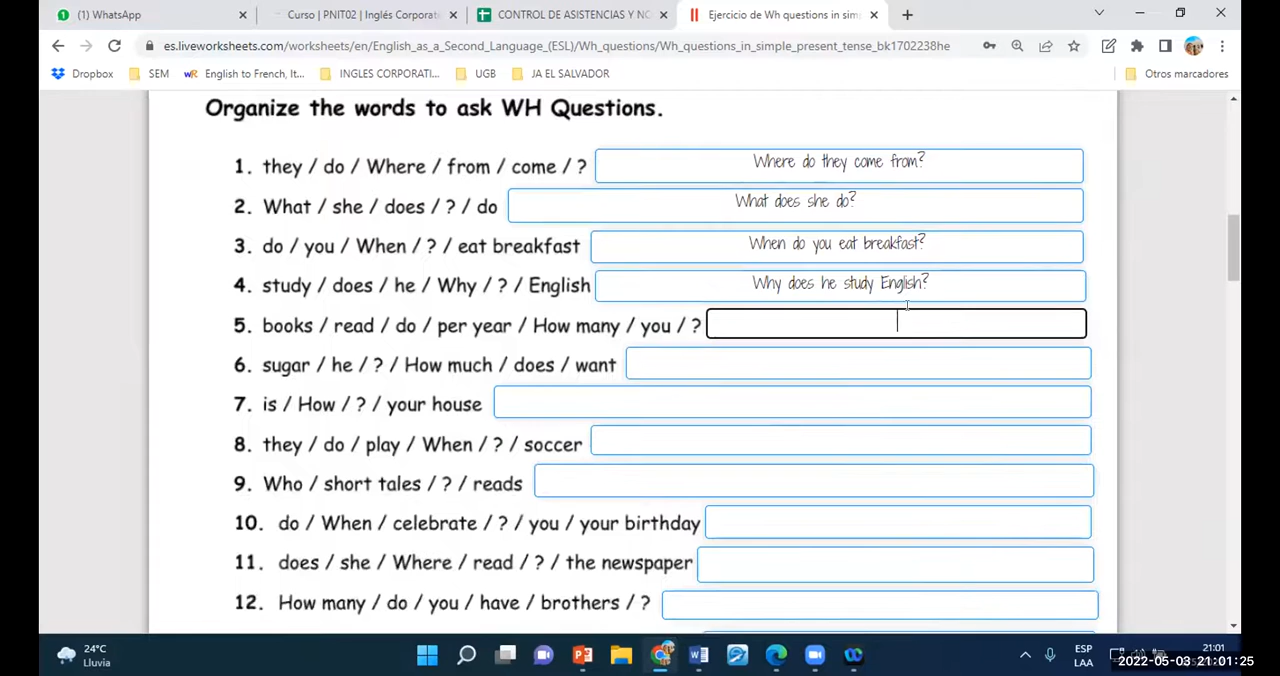 (1) WhatsApp
Curso | PNIT02 | Inglés Corporati
CONTROL DE ASISTENCIAS Y NO
Ejercicio de Wh questions in sim
es.liveworksheets.com/worksheets/en/English_as_a_Second_Language_(ESL)/Wh_questions/Wh_questions_in_simple_present_tense_bk1702238he
Dropbox SEM English to French, It... INGLES CORPORATI... UGB JA EL SALVADOR Otros marcadores
Organize the words to ask WH Questions.
1. they / do / Where / from / come / ? Where do they come from?
2. What / she / does / ? / do What does she do?
3. do / you / When / ? / eat breakfast When do you eat breakfast?
4. study / does / he / Why / ? / English Why does he study English?
5. books / read / do / per year / How many / you / ?
6. sugar / he / ? / How much / does / want
7. is / How / ? / your house
8. they / do / play / When / ? / soccer
9. Who / short tales / ? / reads
10. do / When / celebrate / ? / you / your birthday
11. does / she / Where / read / ? / the newspaper
12. How many / do / you / have / brothers / ?
24°C
Lluvia
ESP
LAA
21:01
2022-05-03 21:01:25